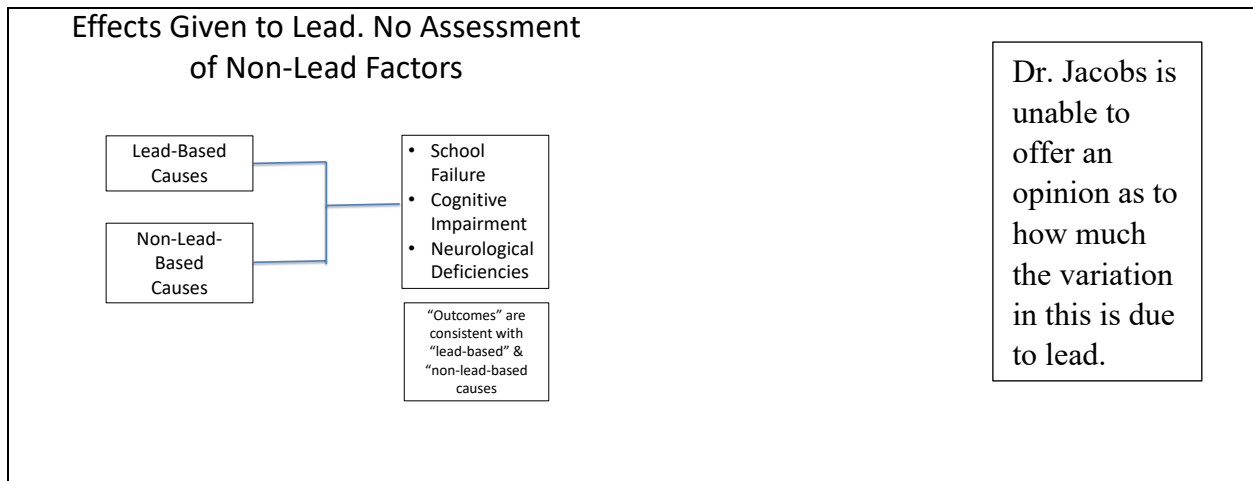 Effects Given to Lead. No Assessment
of Non-Lead Factors
Lead-Based
Causes
Non-Lead-
Based
Causes
• School
Failure
• Cognitive
Impairment
• Neurological
Deficiencies
“Outcomes” are
consistent with
“lead-based” &
“non-lead-based
causes
Dr. Jacobs is
unable to
offer an
opinion as to
how much
the variation
in this is due
to lead.